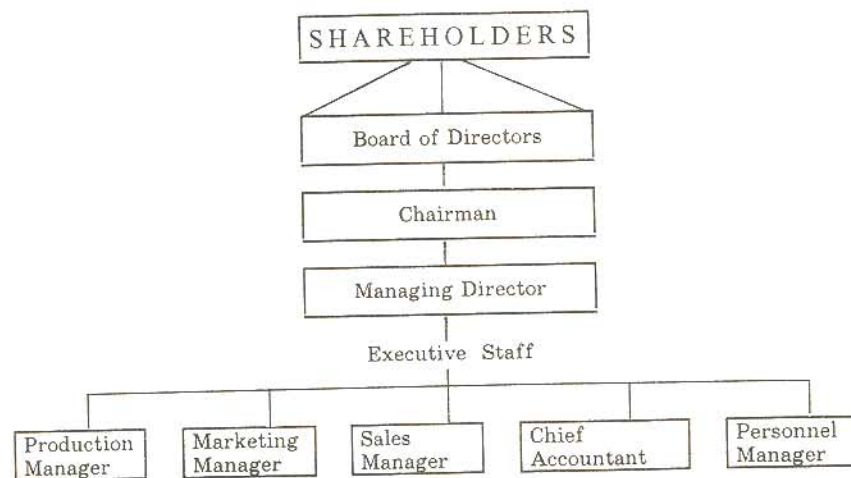 SHAREHOLDERS
Board of Directors
Chairman
Managing Director
Executive Staff
Production
Manager
Marketing
Manager
Sales
Manager
Chief
Accountant
Personnel
Manager